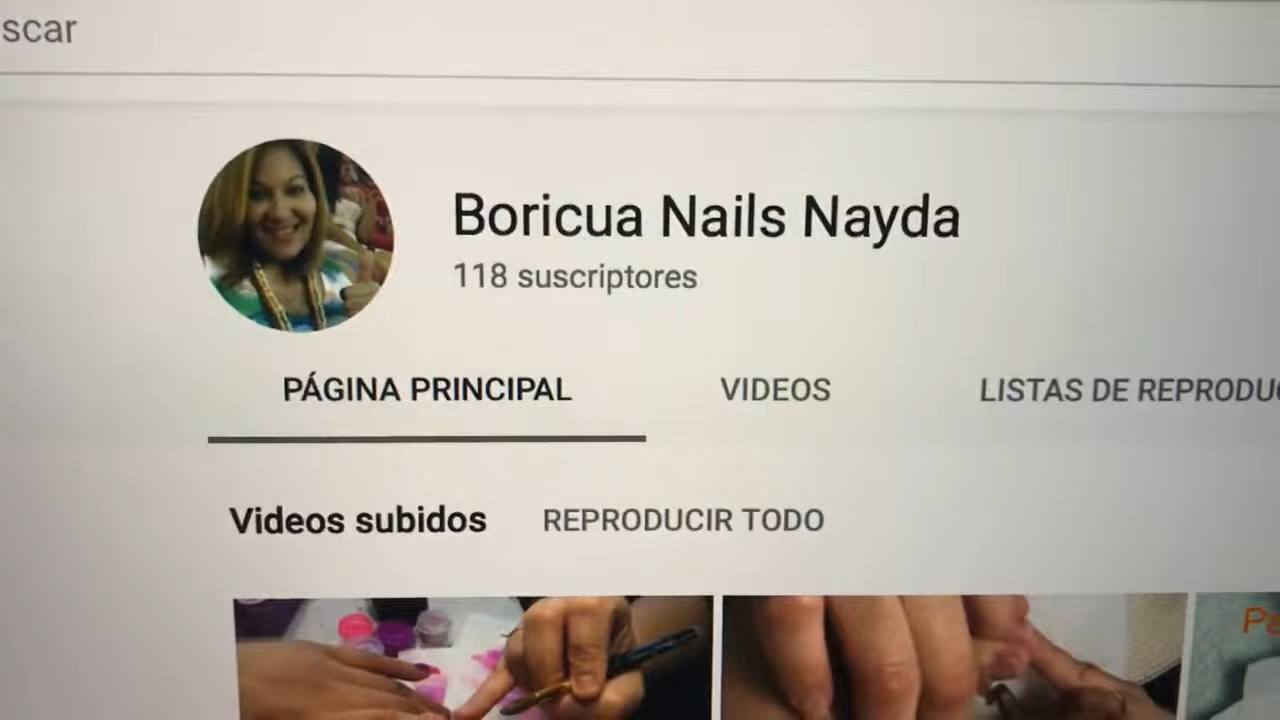 scar
Boricua Nails Nayda
118 suscriptores
PÁGINA PRINCIPAL VIDEOS LISTAS DE REPRODU
Videos subidos REPRODUCIR TODO